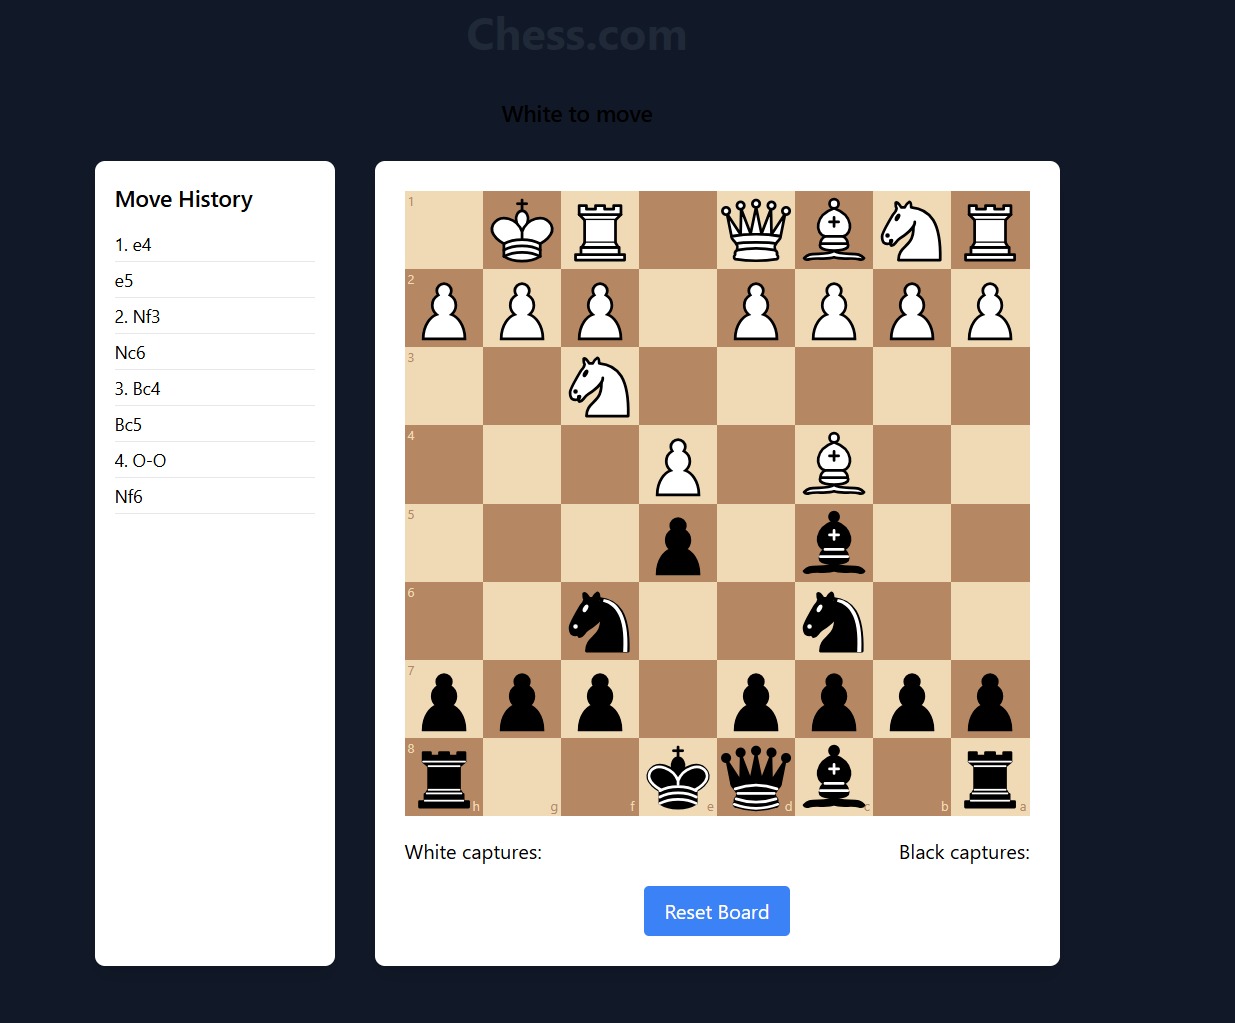 Chess.com
White to move
Move History
1. e4
e5
2. Nf3
Nc6
3. Bc4
Bc5
4. O-O
Nf6
1
2
3
4
5
6
7
8
h g f e d c b a
White captures: Black captures:
Reset Board